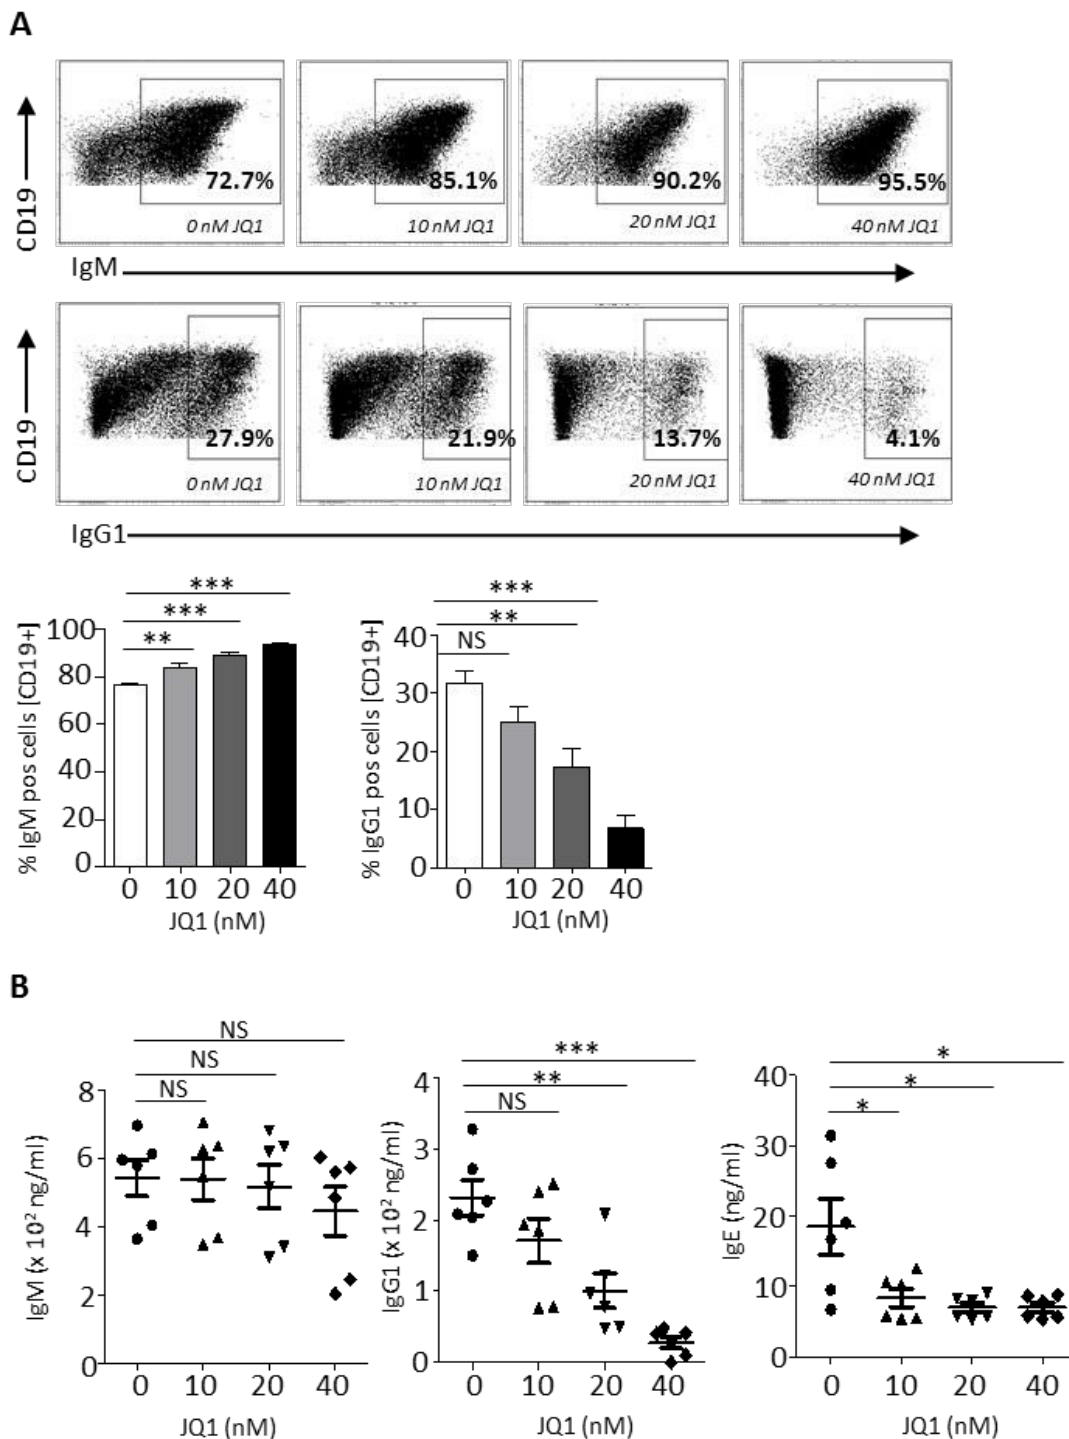 A
CD19
72.7%
0 nM JQ1
85.1%
10 nM JQ1
90.2%
20 nM JQ1
95.5%
40 nM JQ1
IgM
CD19
27.9%
0 nM JQ1
21.9%
10 nM JQ1
13.7%
20 nM JQ1
4.1%
40 nM JQ1
IgG1
***
***
**
% IgM pos cells [CD19+]
100
80
60
40
20
0
0 10 20 40
JQ1 (nM)
***
**
NS
% IgG1 pos cells [CD19+]
40
30
20
10
0
0 10 20 40
JQ1 (nM)
B
NS
NS
NS
IgM (x 10² ng/ml)
8
6
4
2
0
0 10 20 40
JQ1 (nM)
***
**
NS
IgG1 (x 10² ng/ml)
4
3
2
1
0
0 10 20 40
JQ1 (nM)
*
*
*
IgE (ng/ml)
40
30
20
10
0
0 10 20 40
JQ1 (nM)